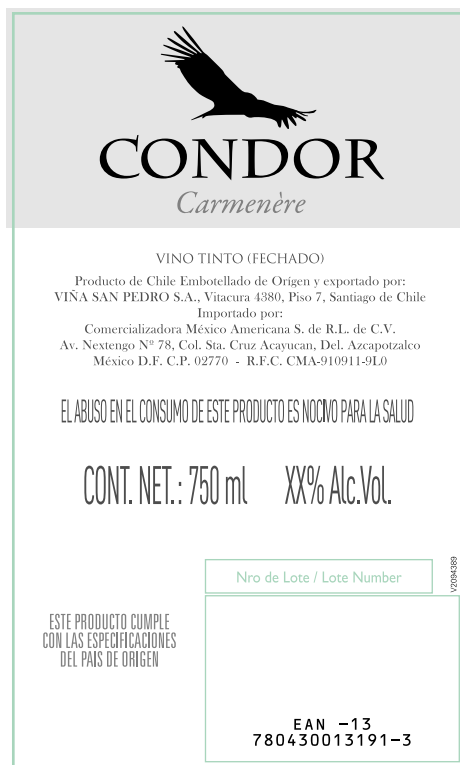 CONDOR
Carmenère
VINO TINTO (FECHADO)
Producto de Chile Embotellado de Orígen y exportado por:
VIÑA SAN PEDRO S.A., Vitacura 4380, Piso 7, Santiago de Chile
Importado por:
Comercializadora México Americana S. de R.L. de C.V.
Av. Nextengo Nº 78, Col. Sta. Cruz Acayucan, Del. Azcapotzalco
México D.F. C.P. 02770 - R.F.C. CMA-910911-9L0
EL ABUSO EN EL CONSUMO DE ESTE PRODUCTO ES NOCIVO PARA LA SALUD
CONT. NET.: 750 ml XX% Alc.Vol.
Nro de Lote / Lote Number
V2094389
ESTE PRODUCTO CUMPLE
CON LAS ESPECIFICACIONES
DEL PAIS DE ORIGEN
EAN -13
780430013191-3